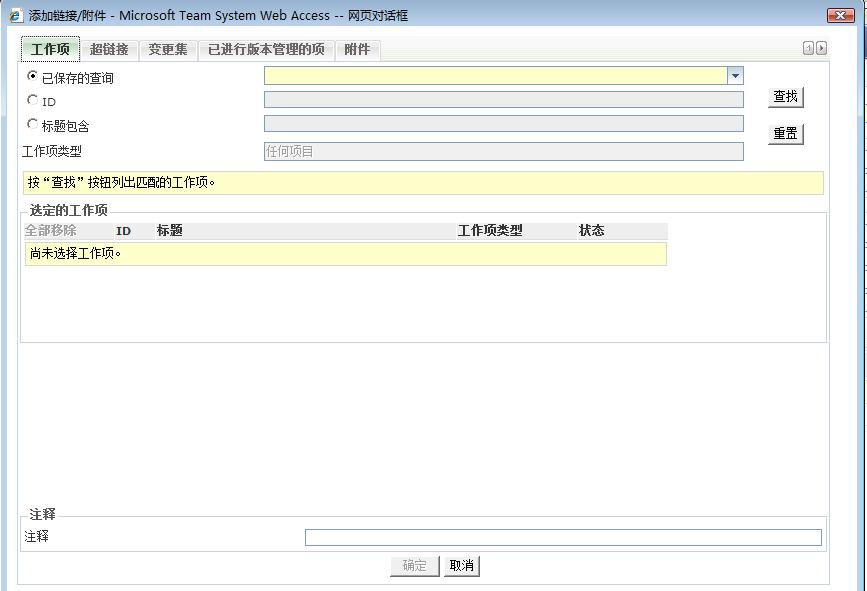 添加链接/附件 - Microsoft Team System Web Access -- 网页对话框
工作项 超链接 变更集 已进行版本管理的项 附件
已保存的查询
ID
查找
标题包含
重置
工作项类型 任何项目
按“查找”按钮列出匹配的工作项。
选定的工作项
全部移除 ID 标题 工作项类型 状态
尚未选择工作项。
注释
注释
确定 取消